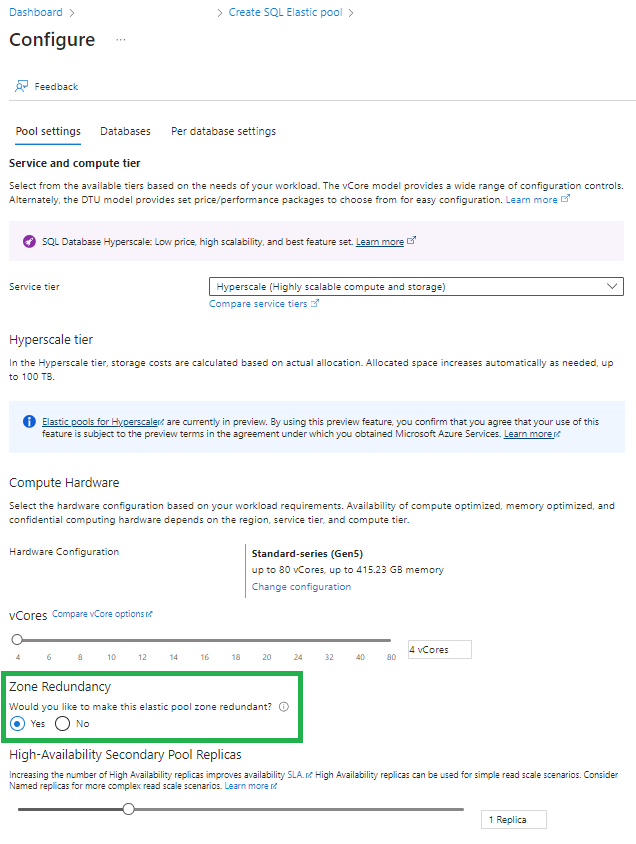 Dashboard > > Create SQL Elastic pool >
Configure ...
Feedback
Pool settings Databases Per database settings
Service and compute tier
Select from the available tiers based on the needs of your workload. The vCore model provides a wide range of configuration controls.
Alternately, the DTU model provides set price/performance packages to choose from for easy configuration. Learn more
SQL Database Hyperscale: Low price, high scalability, and best feature set. Learn more
Service tier Hyperscale (Highly scalable compute and storage)
Compare service tiers
Hyperscale tier
In the Hyperscale tier, storage costs are calculated based on actual allocation. Allocated space increases automatically as needed, up
to 100 TB.
Elastic pools for Hyperscale are currently in preview. By using this preview feature, you confirm that you agree that your use of this
feature is subject to the preview terms in the agreement under which you obtained Microsoft Azure Services. Learn more
Compute Hardware
Select the hardware configuration based on your workload requirements. Availability of compute optimized, memory optimized, and
confidential computing hardware depends on the region, service tier, and compute tier.
Hardware Configuration Standard-series (Gen5)
up to 80 vCores, up to 415.23 GB memory
Change configuration
vCores Compare vCore options
4 6 8 10 12 14 16 18 20 24 32 40 80 4 vCores
Zone Redundancy
Would you like to make this elastic pool zone redundant?
Yes No
High-Availability Secondary Pool Replicas
Increasing the number of High Availability replicas improves availability SLA. High Availability replicas can be used for simple read scale scenarios. Consider
Named replicas for more complex read scale scenarios. Learn more
1 Replica